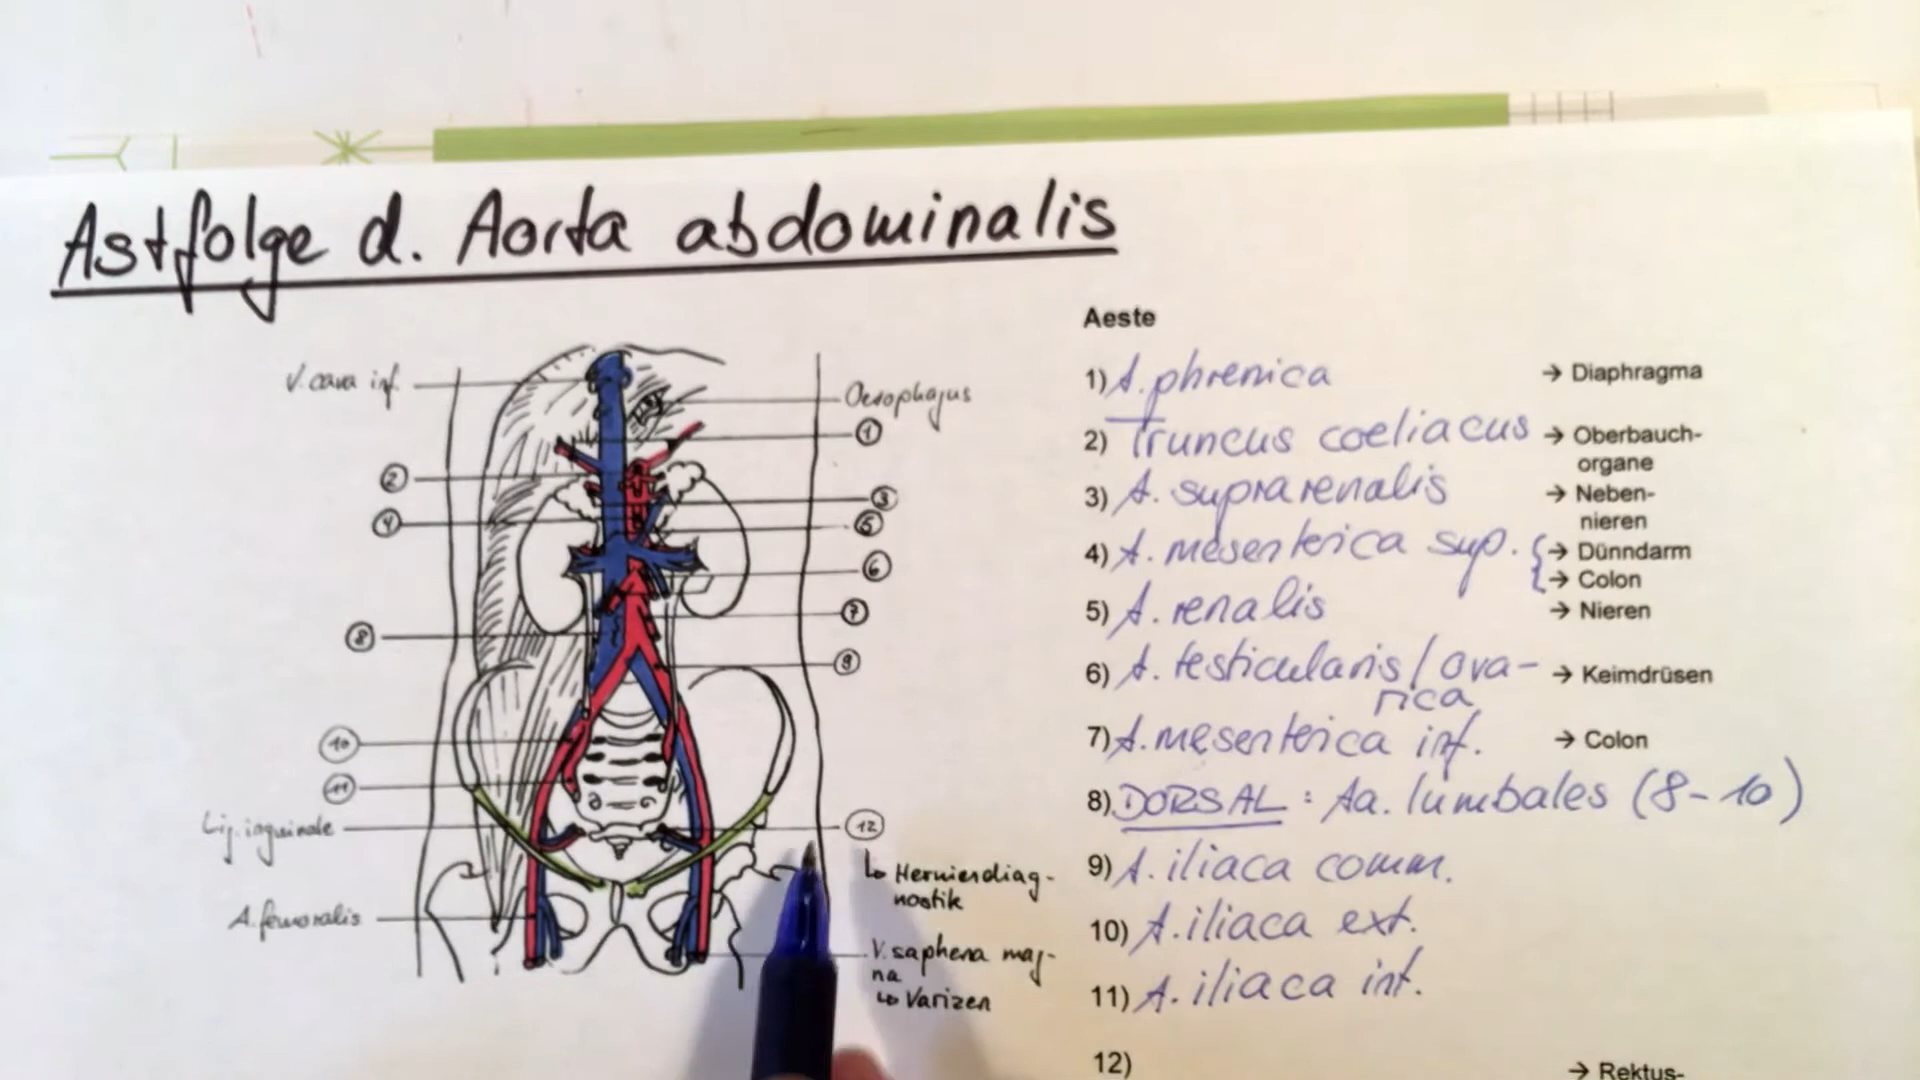 Astfolge d. Aorta abdominalis
V. cava inf.
Oesophagus
1
2
3
4
5
6
7
8
9
10
11
Lig. inguinale
12
↳ Herniendiag-
nostik
A. femoralis
V. saphena mag-
na
↳ Varizen
Aeste
1) A. phrenica → Diaphragma
2) Truncus coeliacus → Oberbauch-
organe
3) A. suprarenalis → Neben-
nieren
4) A. mesenterica sup. { → Dünndarm
→ Colon
5) A. renalis → Nieren
6) A. testicularis / ova- → Keimdrüsen
rica
7) A. mesenterica inf. → Colon
8) DORSAL : Aa. lumbales (8-10)
9) A. iliaca comm.
10) A. iliaca ext.
11) A. iliaca int.
12) → Rektus-